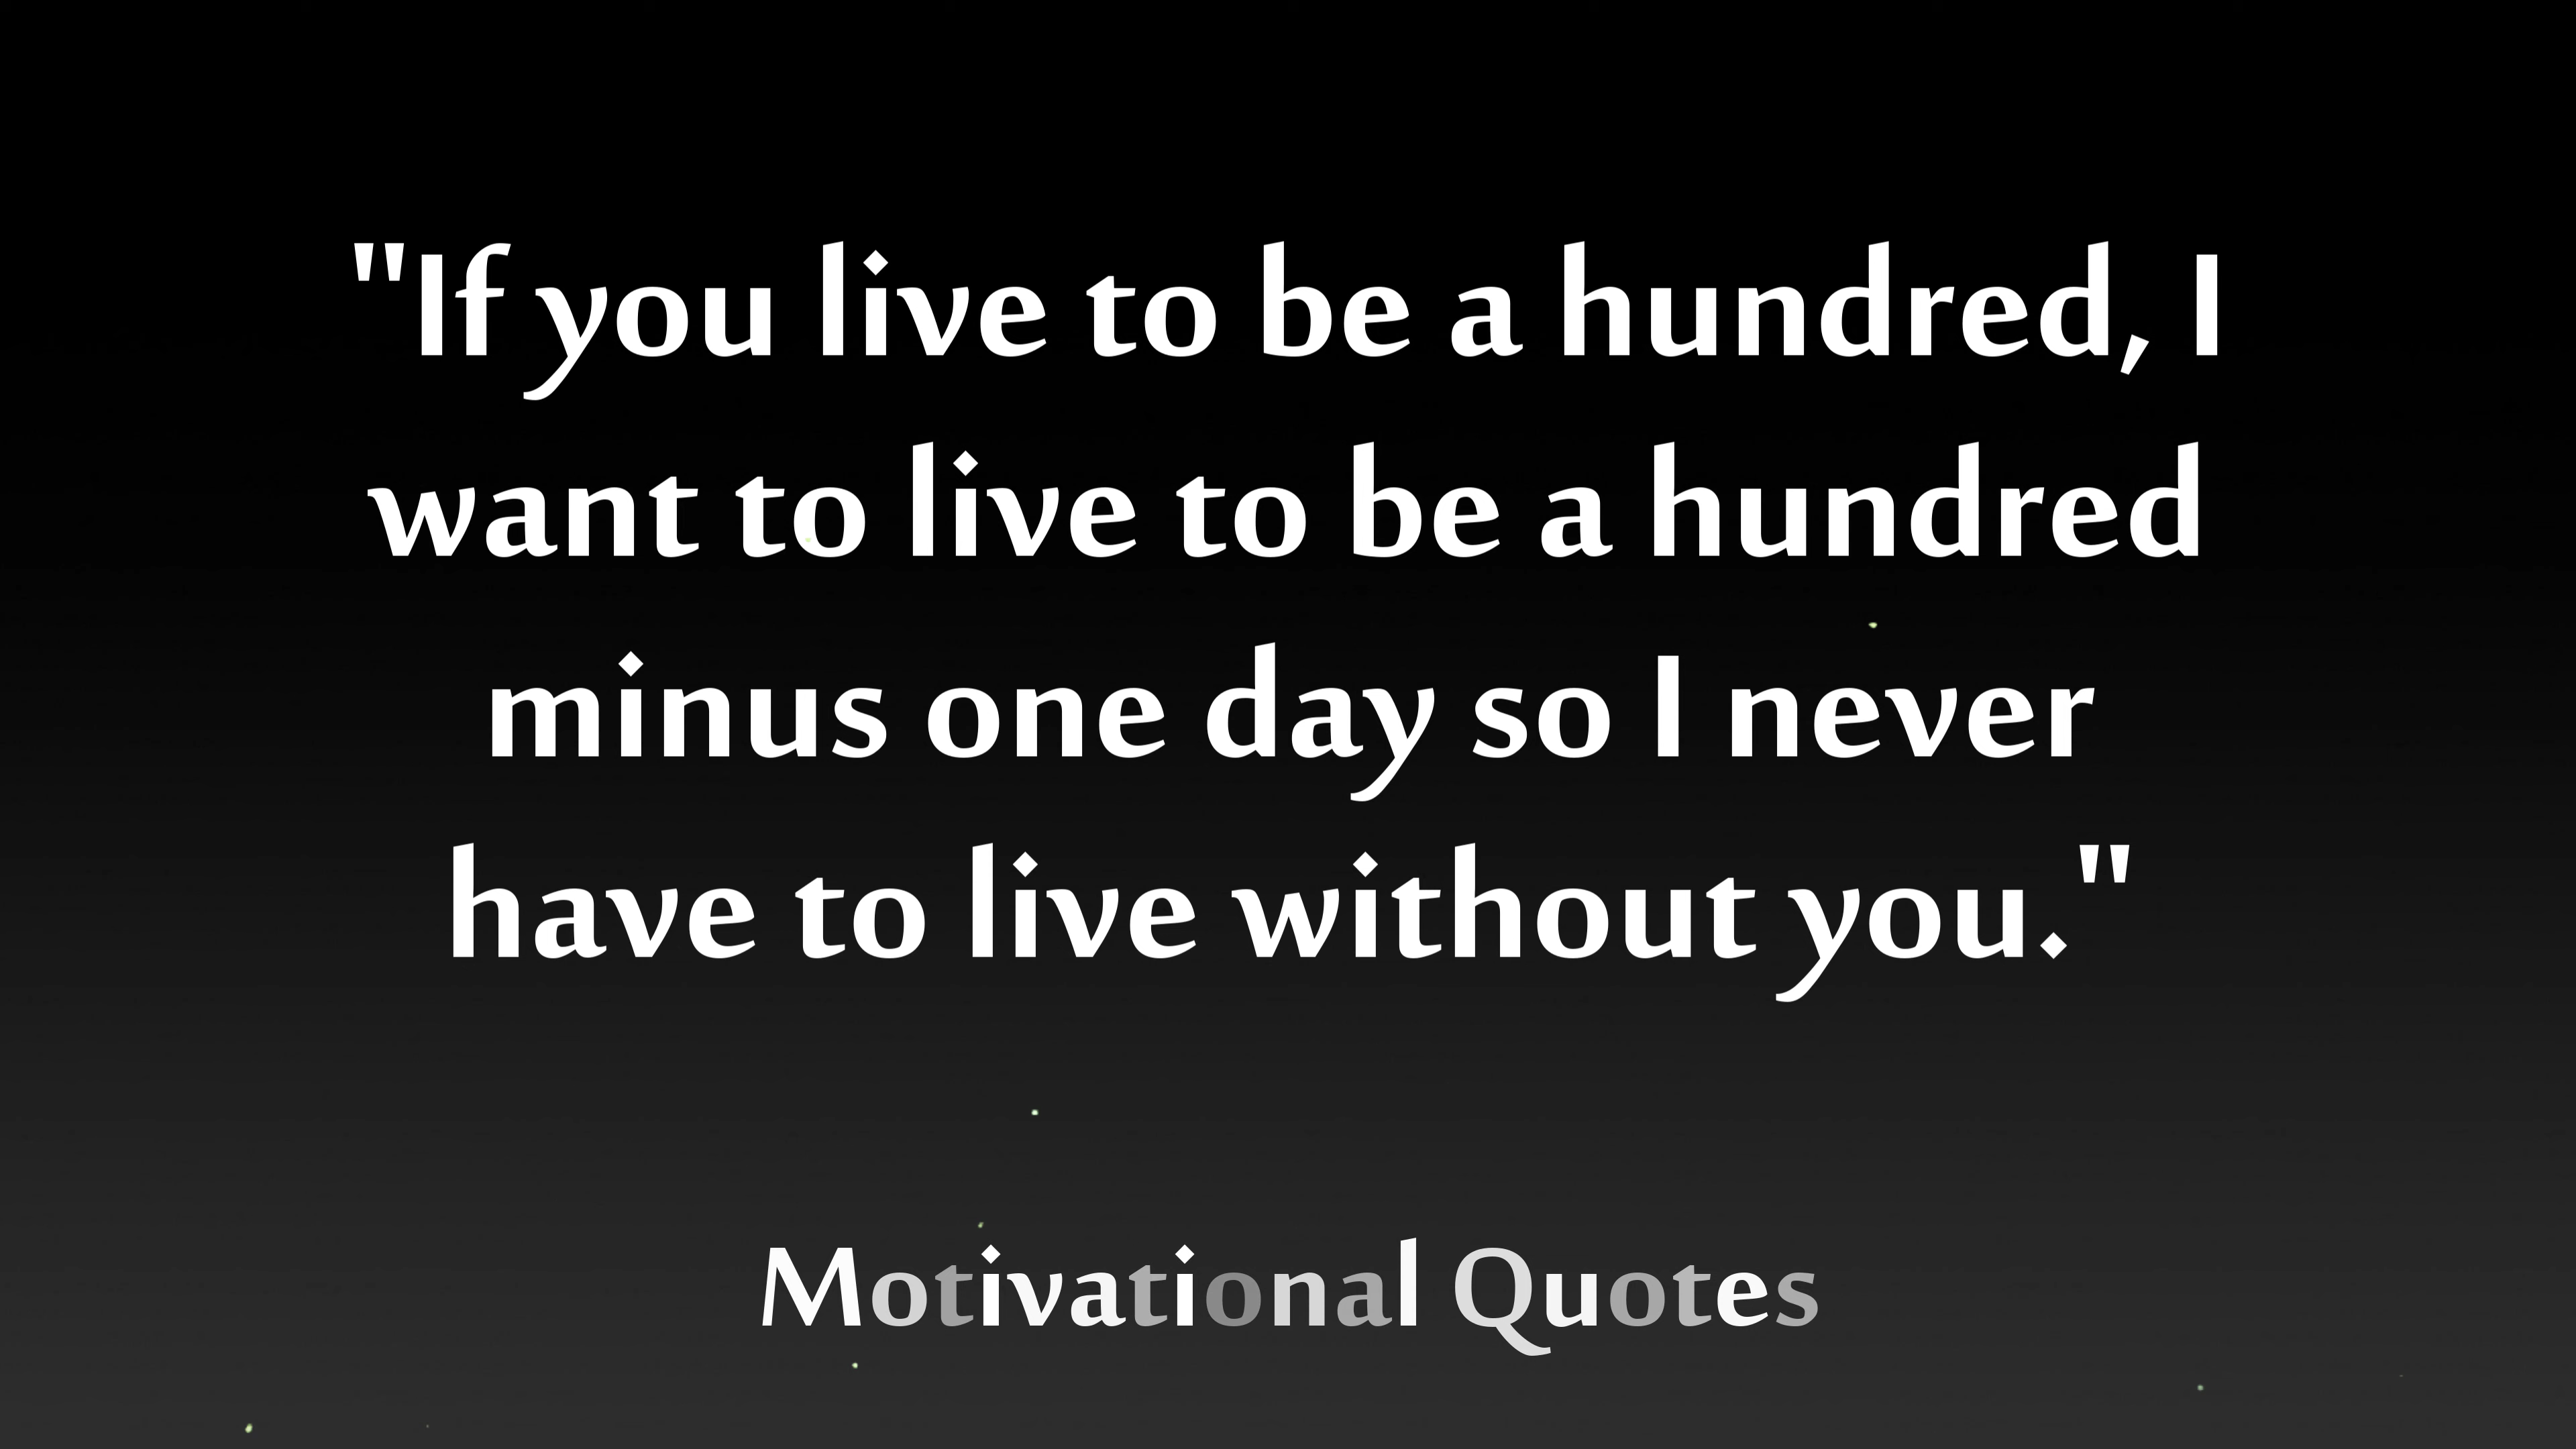 "If you live to be a hundred, I
want to live to be a hundred
minus one day so I never
have to live without you."
Motivational Quotes